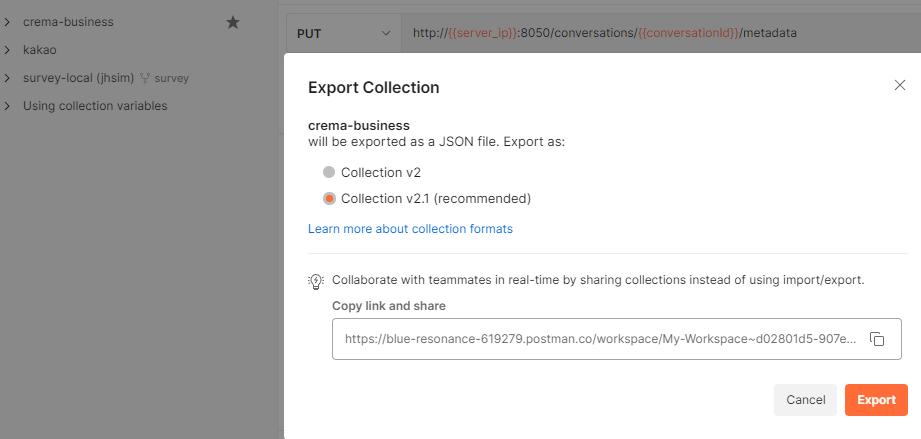 crema-business
kakao
survey-local (jhsim) survey
Using collection variables
PUT
http://{{server_ip}}:8050/conversations/{{conversationId}}/metadata
Export Collection
crema-business
will be exported as a JSON file. Export as:
Collection v2
Collection v2.1 (recommended)
Learn more about collection formats
Collaborate with teammates in real-time by sharing collections instead of using import/export.
Copy link and share
https://blue-resonance-619279.postman.co/workspace/My-Workspace~d02801d5-907e...
Cancel
Export